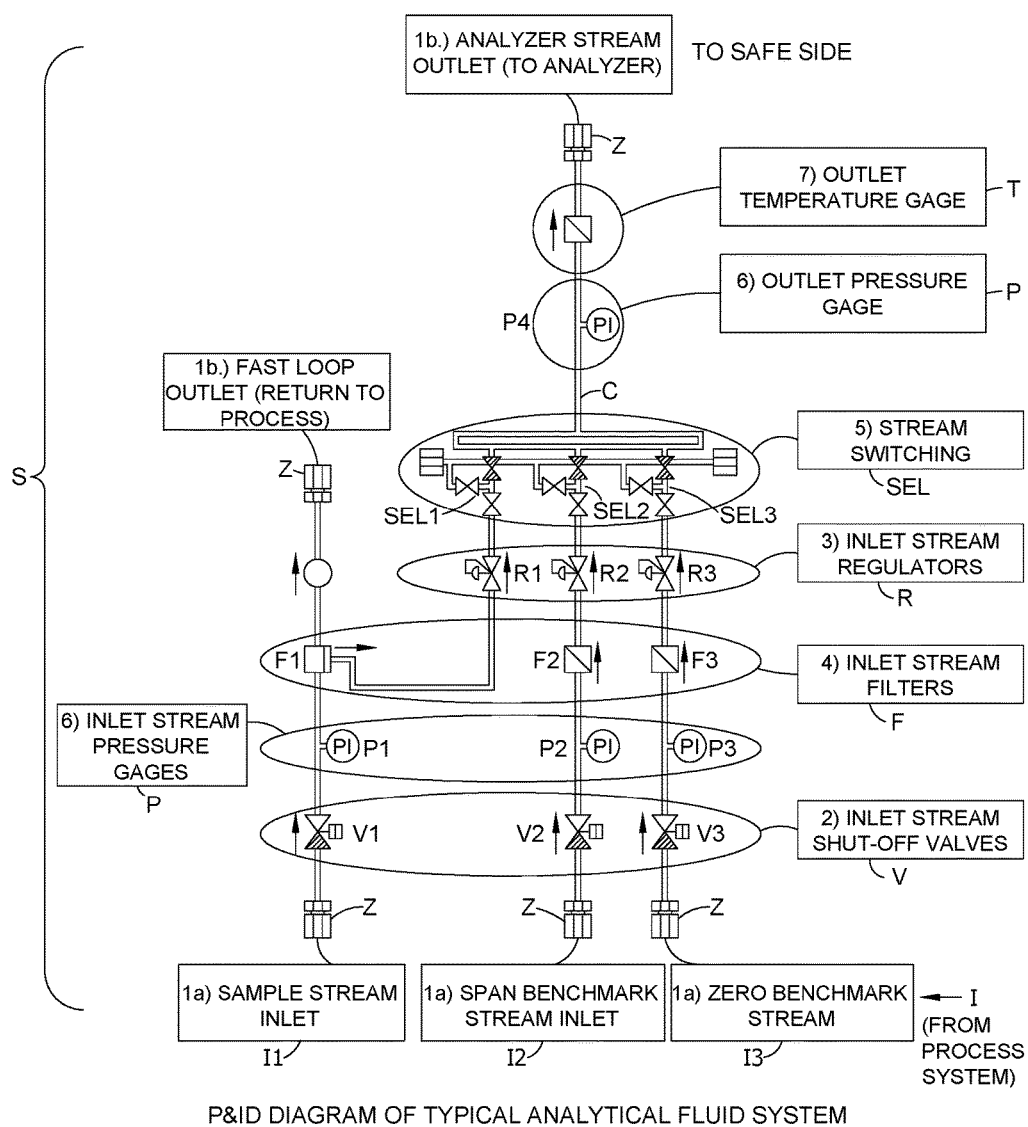 1b.) ANALYZER STREAM
OUTLET (TO ANALYZER)
TO SAFE SIDE
Z
7) OUTLET
TEMPERATURE GAGE
T
6) OUTLET PRESSURE
GAGE
P
P4
PI
1b.) FAST LOOP
OUTLET (RETURN TO
PROCESS)
C
5) STREAM
SWITCHING
SEL
S
Z
SEL1
SEL2
SEL3
3) INLET STREAM
REGULATORS
R
R1
R2
R3
F1
F2
F3
4) INLET STREAM
FILTERS
F
6) INLET STREAM
PRESSURE
GAGES
P
PI
P1
P2
PI
PI
P3
V1
V2
V3
2) INLET STREAM
SHUT-OFF VALVES
V
Z
Z
Z
1a) SAMPLE STREAM
INLET
I1
1a) SPAN BENCHMARK
STREAM INLET
I2
1a) ZERO BENCHMARK
STREAM
I3
I
(FROM
PROCESS
SYSTEM)
P&ID DIAGRAM OF TYPICAL ANALYTICAL FLUID SYSTEM